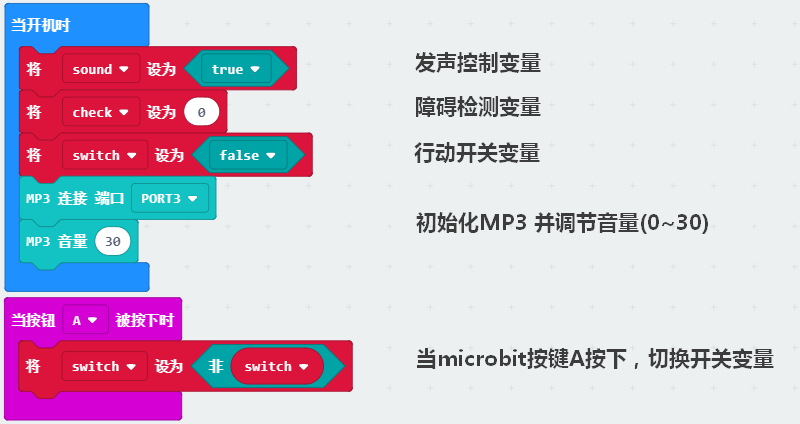 当开机时
将 sound 设为 true 发声控制变量
将 check 设为 0 障碍检测变量
将 switch 设为 false 行动开关变量
MP3 连接 端口 PORT3
初始化MP3 并调节音量(0~30)
MP3 音量 30
当按钮 A 被按下时
将 switch 设为 非 switch 当microbit按键A按下，切换开关变量